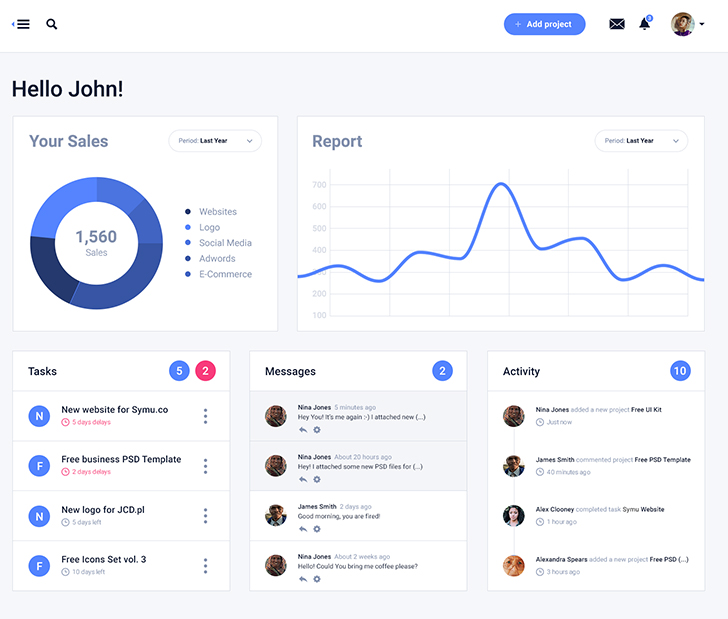 + Add project
3
Hello John!
Your Sales
Period: Last Year
1,560
Sales
Websites
Logo
Social Media
Adwords
E-Commerce
Report
Period: Last Year
700
600
500
400
300
200
100
Tasks
5
2
N
New website for Symu.co
5 days delays
F
Free business PSD Template
2 days delays
N
New logo for JCD.pl
5 days left
F
Free Icons Set vol. 3
10 days left
Messages
2
Nina Jones 5 minutes ago
Hey You! It's me again :-) I attached new (...)
Nina Jones About 20 hours ago
Hey! I attached some new PSD files for (...)
James Smith 2 days ago
Good morning, you are fired!
Nina Jones About 2 weeks ago
Hello! Could You bring me coffee please?
Activity
10
Nina Jones added a new project Free UI Kit
Just now
James Smith commented project Free PSD Template
40 minutes ago
Alex Clooney completed task Symu Website
1 hour ago
Alexandra Spears added a new project Free PSD (...)
3 hours ago